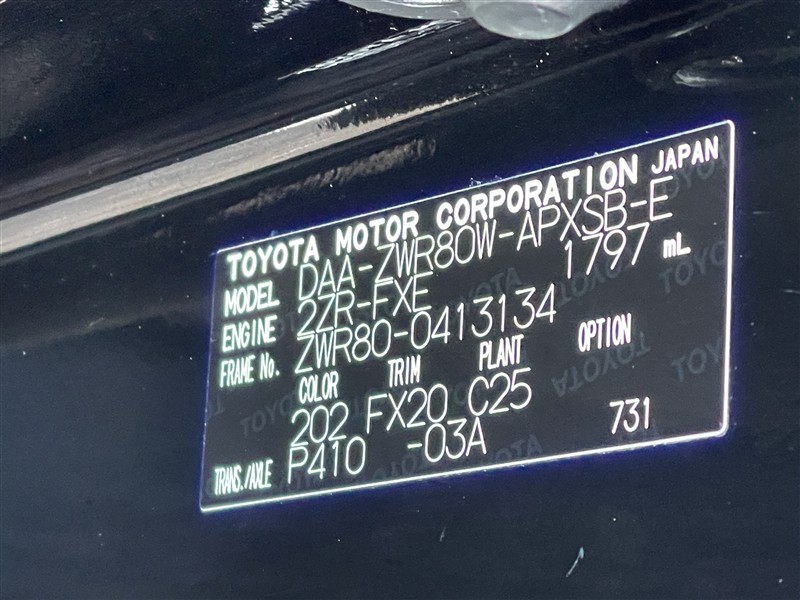 TOYOTA MOTOR CORPORATION JAPAN
MODEL DAA-ZWR80W-APXSB-E
ENGINE 2ZR-FXE 1797 mL
FRAME No. ZWR80-0413134
COLOR TRIM PLANT OPTION
202 FX20 C25
TRANS./AXLE P410 -03A 731